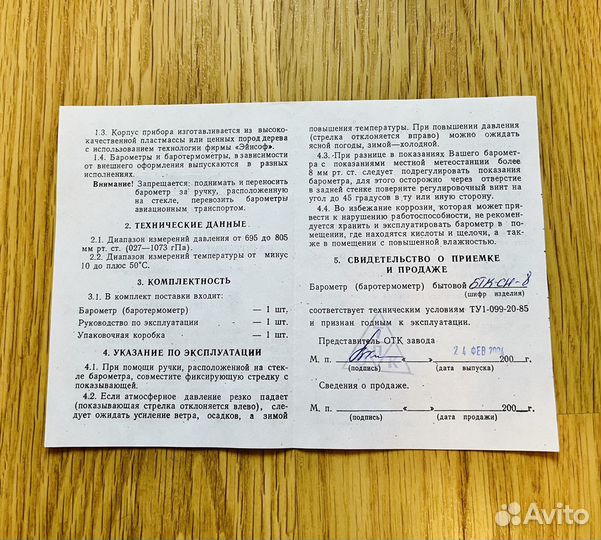 1.3. Корпус прибора изготавливается из высоко-
качественной пластмассы или ценных пород дерева
с использованием технологии фирмы «Эйнсоф».
1.4. Барометры и баротермометры, в зависимости
от внешнего оформления выпускаются в разных
исполнениях.
Внимание! Запрещается: поднимать и переносить
барометр за ручку, расположенную
на стекле, перевозить барометры
авиационным транспортом.
2. ТЕХНИЧЕСКИЕ ДАННЫЕ
2.1. Диапазон измерений давления от 695 до 805
мм рт. ст. (027—1073 гПа).
2.2. Диапазон измерений температуры от минус
10 до плюс 50°С.
3. КОМПЛЕКТНОСТЬ
3.1. В комплект поставки входит:
Барометр (баротермометр) — 1 шт.
Руководство по эксплуатации — 1 шт.
Упаковочная коробка — 1 шт.
4. УКАЗАНИЕ ПО ЭКСПЛУАТАЦИИ
4.1. При помощи ручки, расположенной на стек-
ле барометра, совместите фиксирующую стрелку с
показывающей.
4.2. Если атмосферное давление резко падает
(показывающая стрелка отклоняется влево), сле-
дует ожидать усиление ветра, осадков, а зимой
повышения температуры. При повышении давления
(стрелка отклоняется вправо) можно ожидать
ясной погоды, зимой—холодной.
4.3. При разнице в показаниях Вашего баромет-
ра с показаниями местной метеостанции более
8 мм рт. ст. следует подрегулировать показания
барометра, для этого осторожно через отверстие
в задней стенке поверните регулировочный винт на
угол до 45 градусов в ту или иную сторону.
4.4. Во избежание коррозии, которая может при-
вести к нарушению работоспособности, не рекомен-
дуется хранить и эксплуатировать барометр в по-
мещении, где находятся кислоты и щелочи, а так-
же в помещении с повышенной влажностью.
5. СВИДЕТЕЛЬСТВО О ПРИЕМКЕ
И ПРОДАЖЕ
Барометр (баротермометр) бытовой БТК-СН-8
(шифр изделия)
соответствует техническим условиям ТУ1-099-20-85
и признан годным к эксплуатации.
Представитель ОТК завода
М. п. 24 ФЕВ 2004 200 г.
(подпись) (дата выпуска)
Сведения о продаже.
М. п. « » 200 г.
(подпись) (дата продажи)
Avito